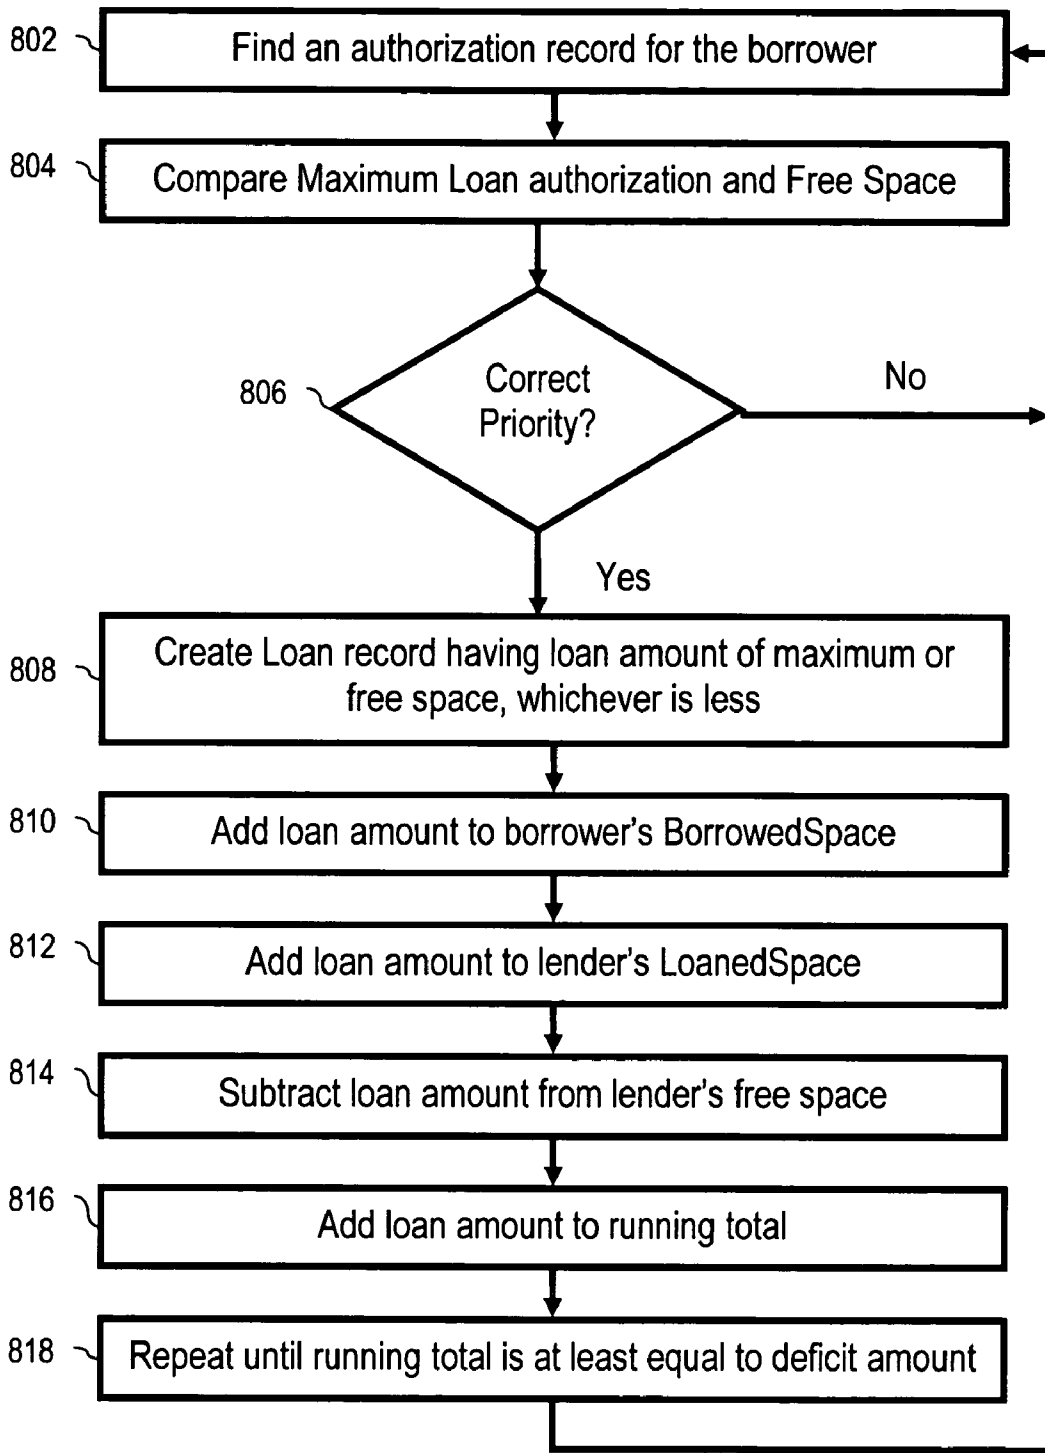 802
Find an authorization record for the borrower
804
Compare Maximum Loan authorization and Free Space
806
Correct
Priority?
No
Yes
808
Create Loan record having loan amount of maximum or
free space, whichever is less
810
Add loan amount to borrower's BorrowedSpace
812
Add loan amount to lender's LoanedSpace
814
Subtract loan amount from lender's free space
816
Add loan amount to running total
818
Repeat until running total is at least equal to deficit amount